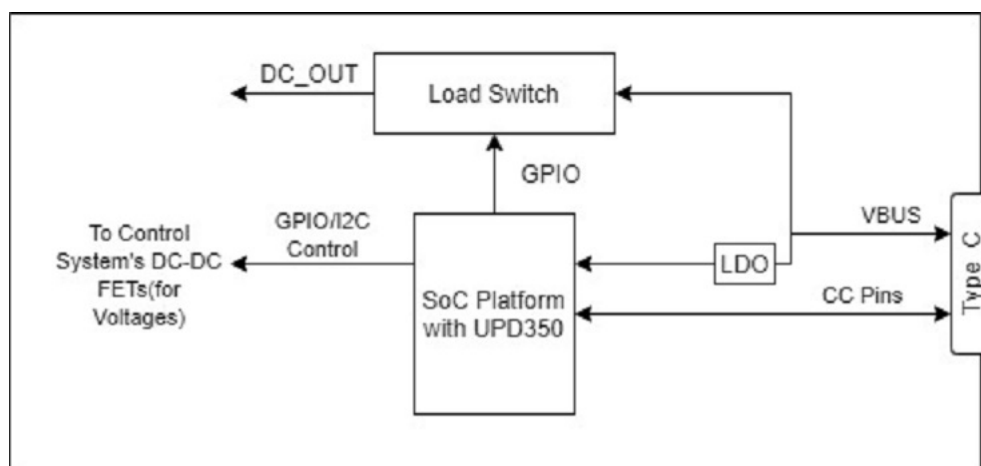 DC_OUT
Load Switch
GPIO
VBUS
GPIO/I2C
Control
To Control
System's DC-DC
FETs(for
Voltages)
LDO
Type C
CC Pins
SoC Platform
with UPD350